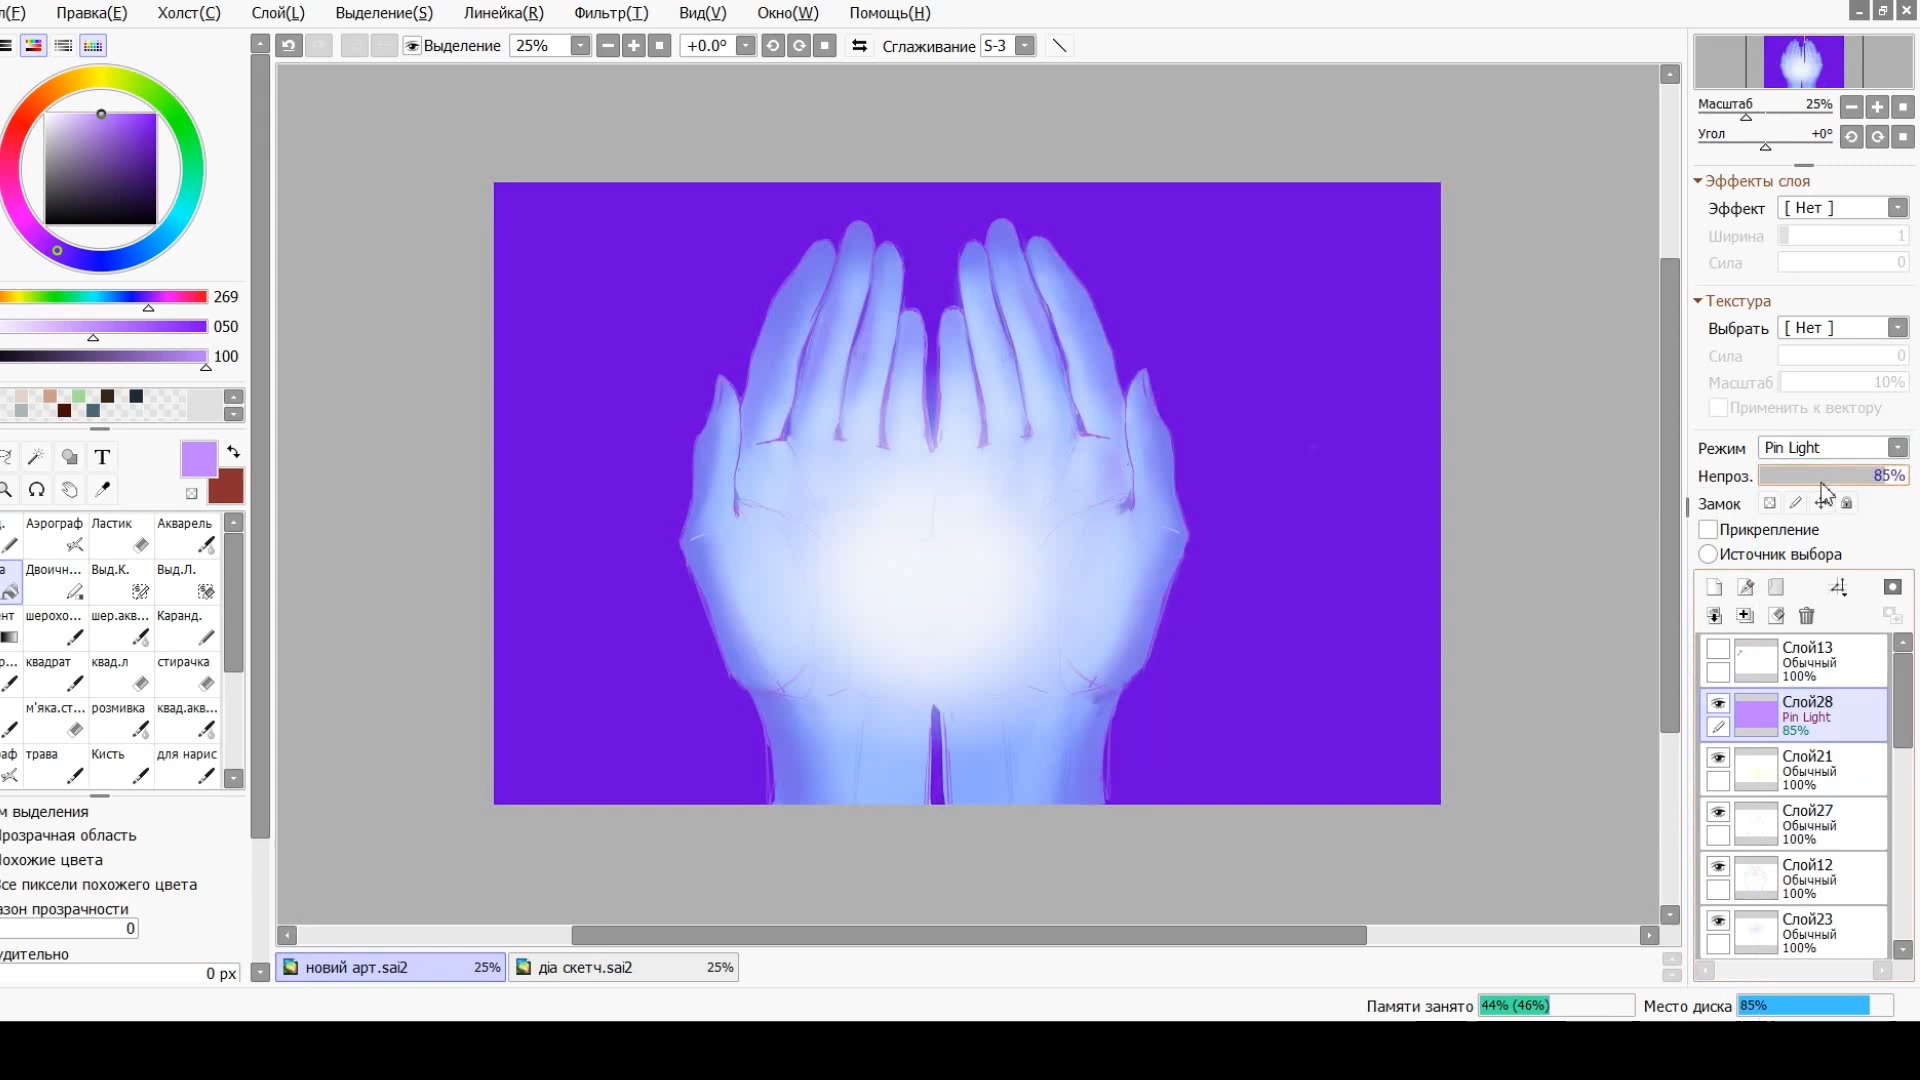 л(F) Правка(E) Холст(C) Слой(L) Выделение(S) Линейка(R) Фильтр(T) Вид(V) Окно(W) Помощь(H)
Выделение 25% +0.0° Сглаживание S-3
Масштаб 25%
Угол +0°
Эффекты слоя
Эффект [ Нет ]
Ширина 1
Сила 0
Текстура
Выбрать [ Нет ]
Сила 0
Масштаб 10%
Применить к вектору
Режим Pin Light
Непроз. 85%
Замок
Прикрепление
Источник выбора
Слой13
Обычный
100%
Слой28
Pin Light
85%
Слой21
Обычный
100%
Слой27
Обычный
100%
Слой12
Обычный
100%
Слой23
Обычный
100%
269
050
100
T
д. Аэрограф Ластик Акварель
а Двоичн... Выд.К. Выд.Л.
нт шерохо... шер.акв... Каранд.
р... квадрат квад.л стирачка
м'яка.ст... розмивка квад.акв...
аф трава Кисть для нарис
м выделения
Прозрачная область
Похожие цвета
Все пиксели похожего цвета
азон прозрачности
0
удительно
0 px
новий арт.sai2 25% діа скетч.sai2 25%
Памяти занято 44% (46%) Место диска 85%